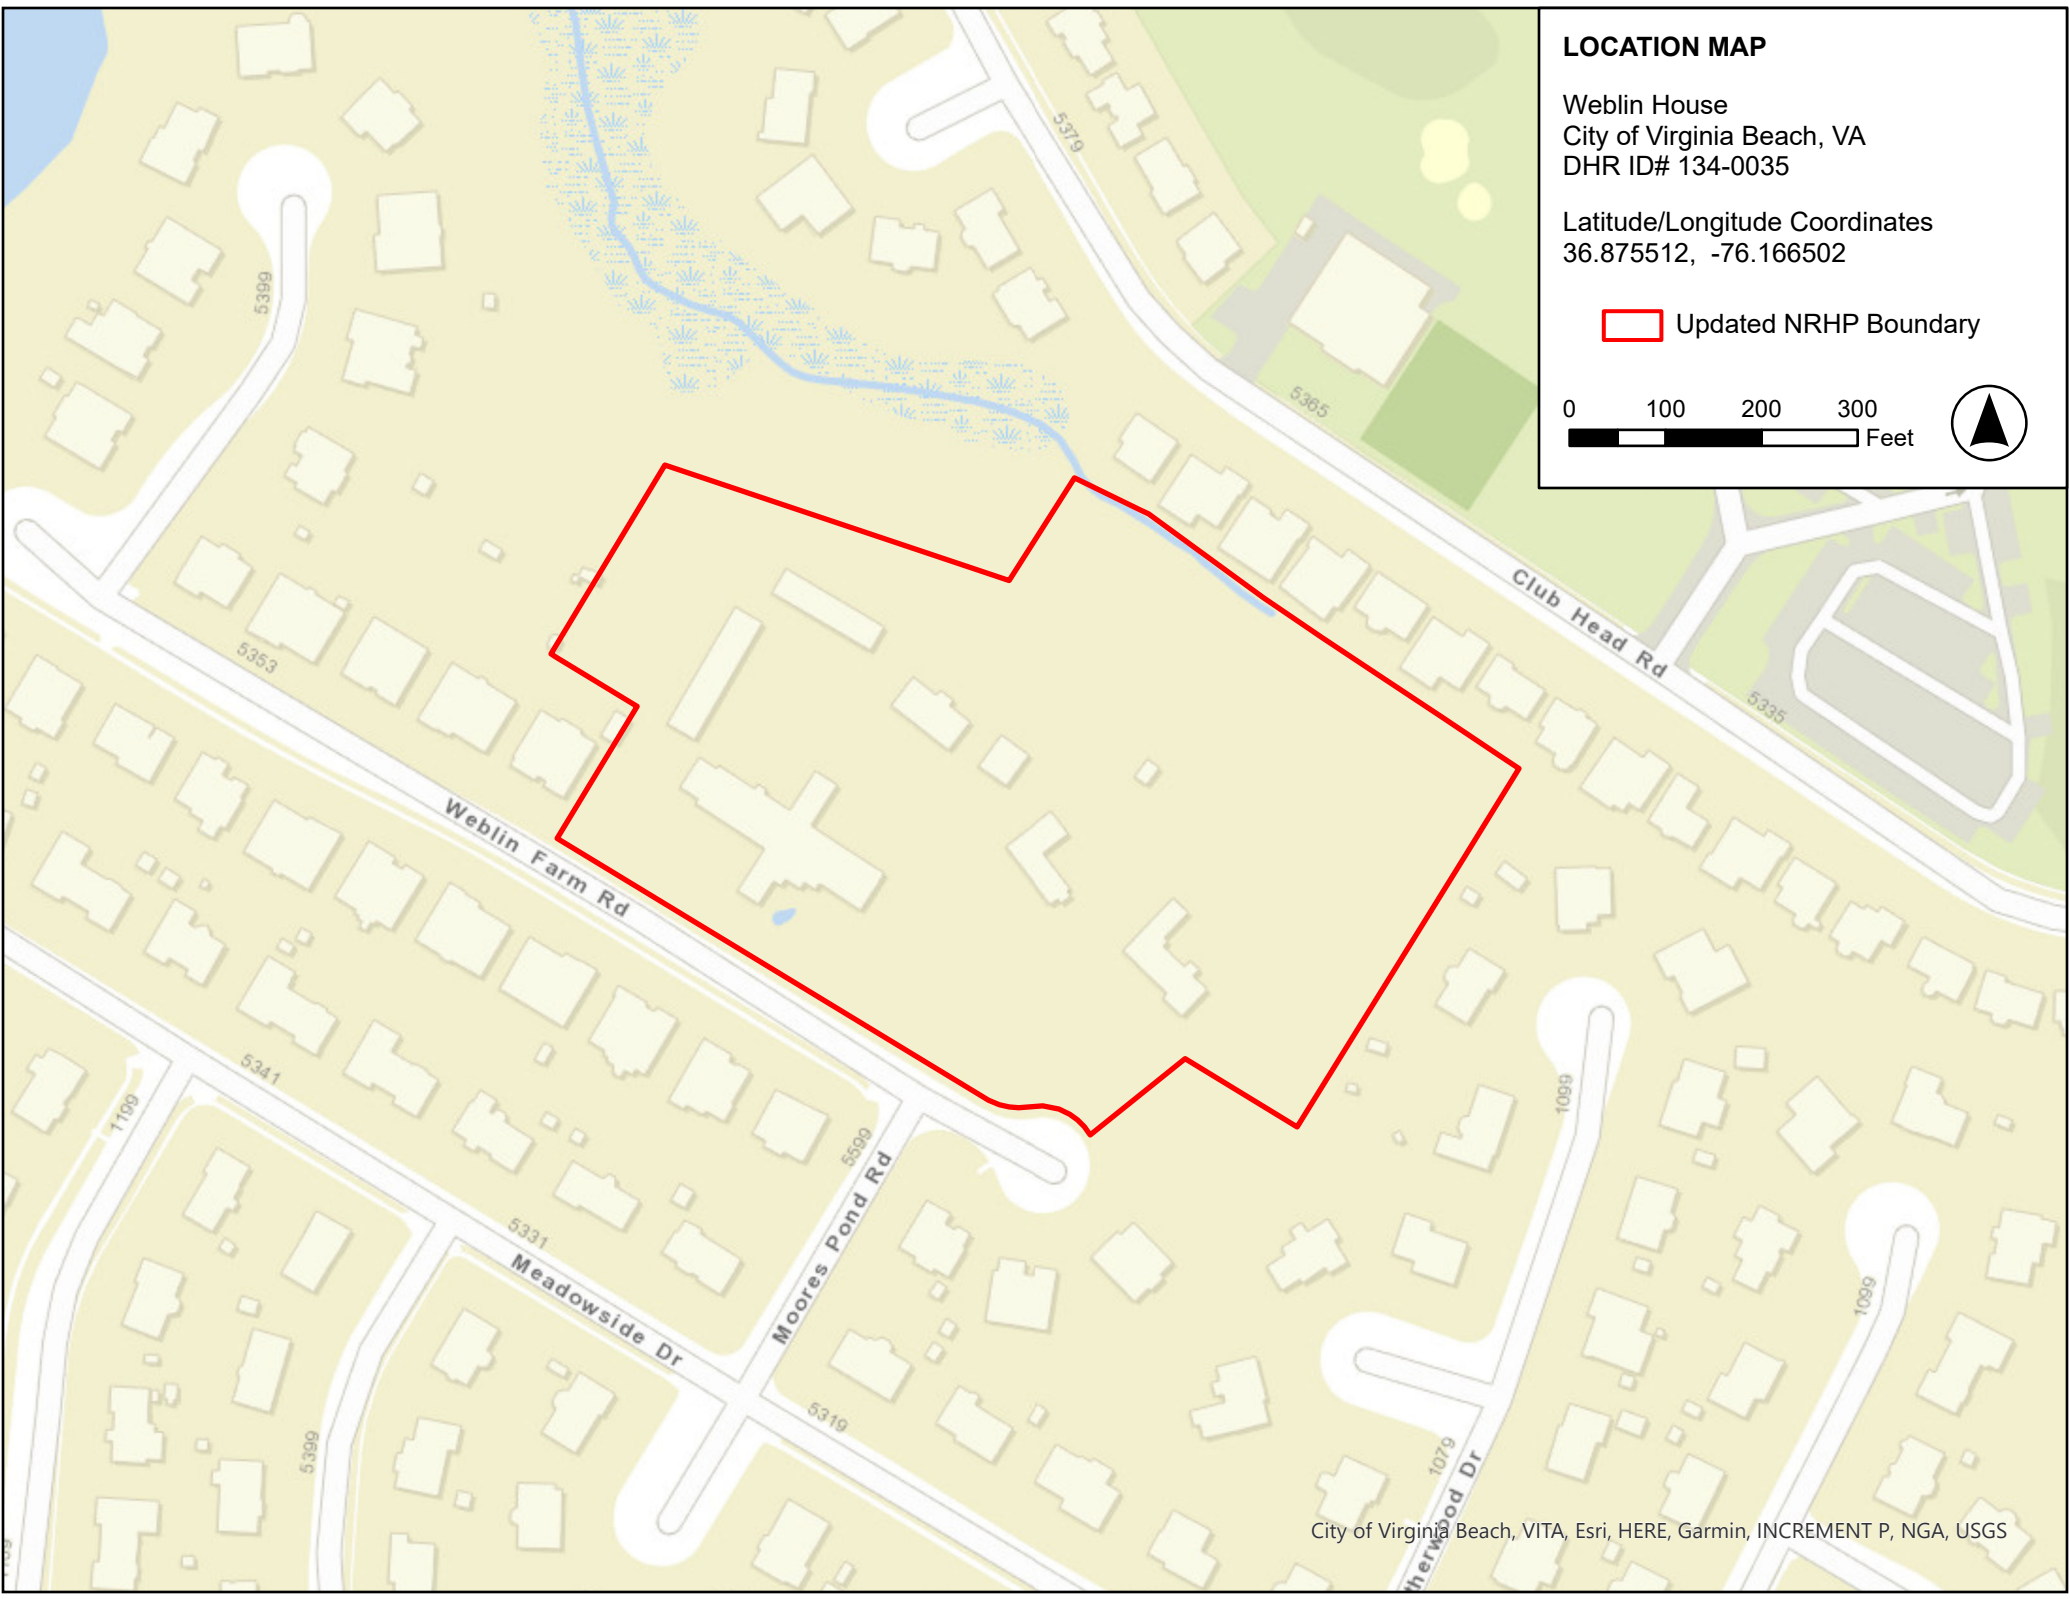 LOCATION MAP
Weblin House
City of Virginia Beach, VA
DHR ID# 134-0035
Latitude/Longitude Coordinates
36.875512, -76.166502
Updated NRHP Boundary
0 100 200 300
Feet
5379
5399
5365
Club Head Rd
5353
5335
Weblin Farm Rd
5341
1199
1099
5599
Moores Pond Rd
5331
Meadowside Dr
1099
5319
5399
1079
therwood Dr
City of Virginia Beach, VITA, Esri, HERE, Garmin, INCREMENT P, NGA, USGS